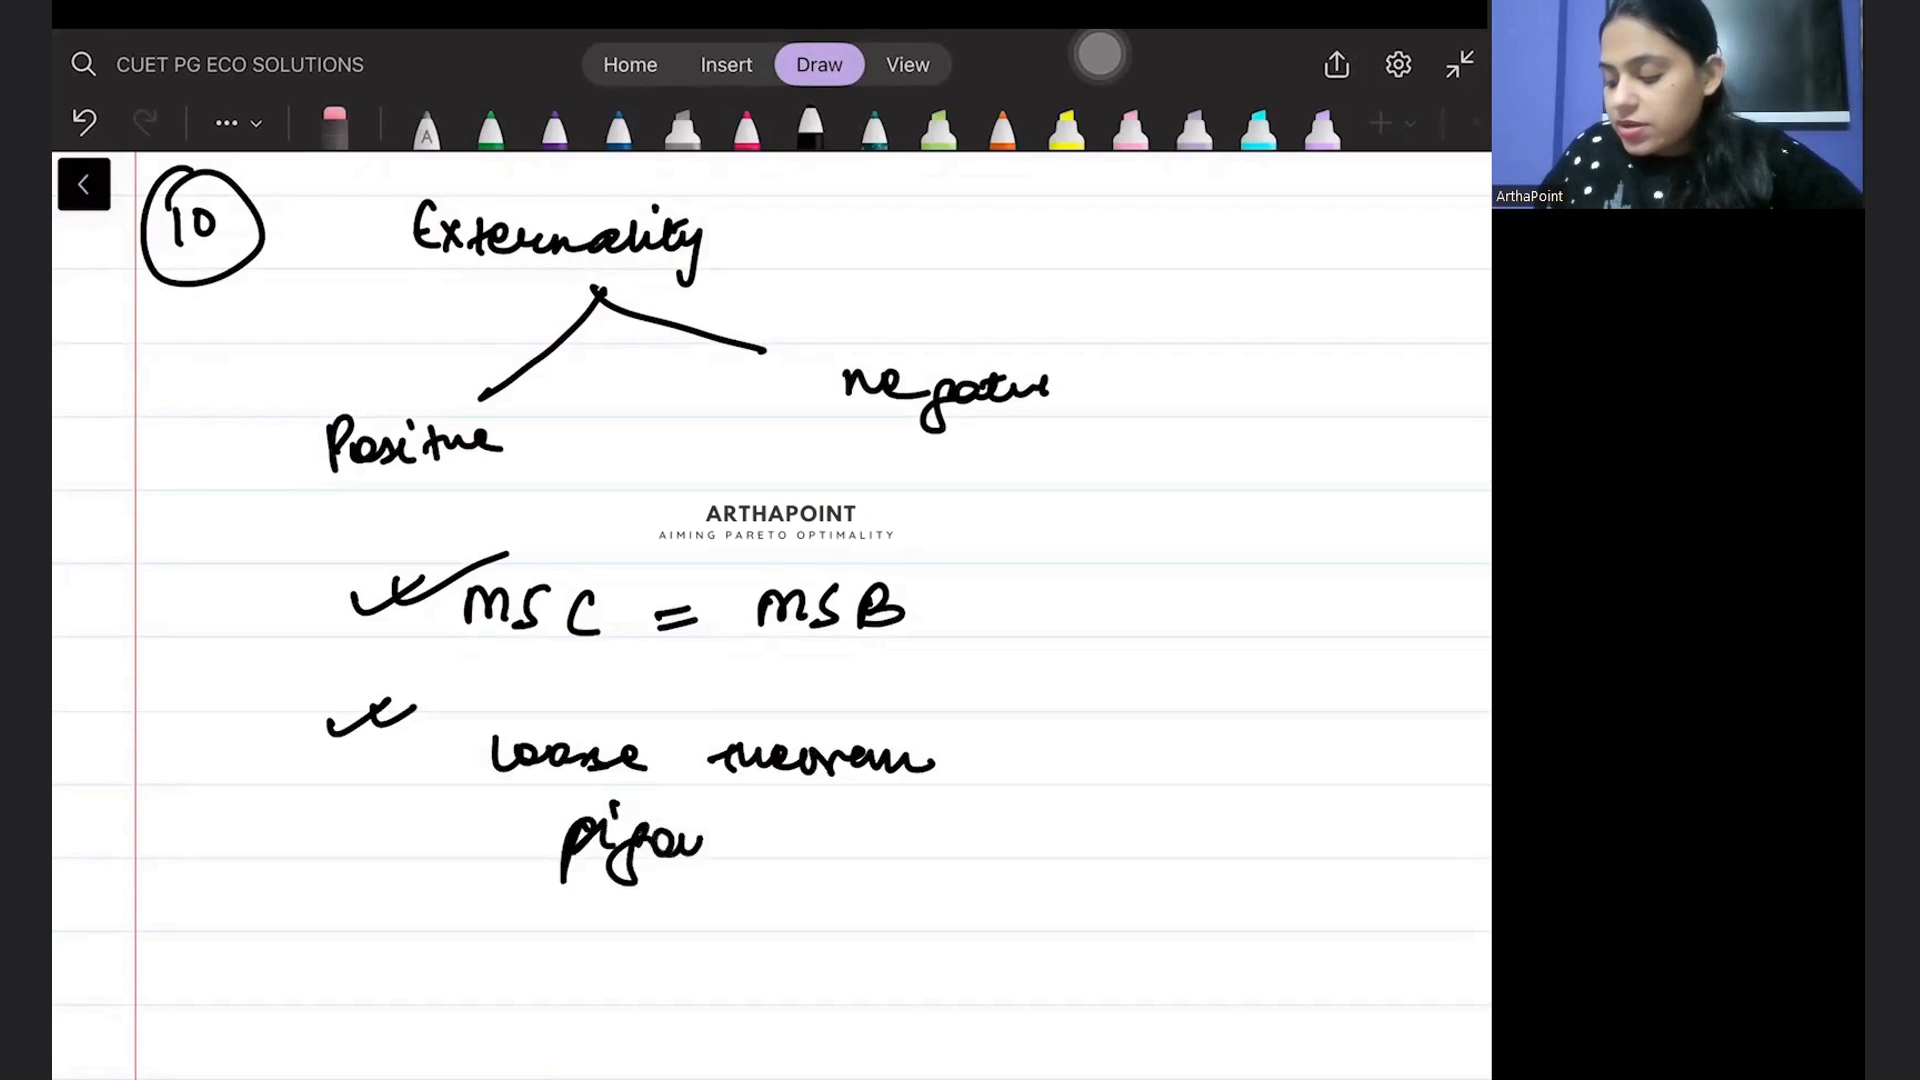 CUET PG ECO SOLUTIONS
Home Insert Draw View
A
ArthaPoint
10
Externality
Positive
negative
ARTHAPOINT
AIMING PARETO OPTIMALITY
MSC = MSB
Coase theorem
pigou